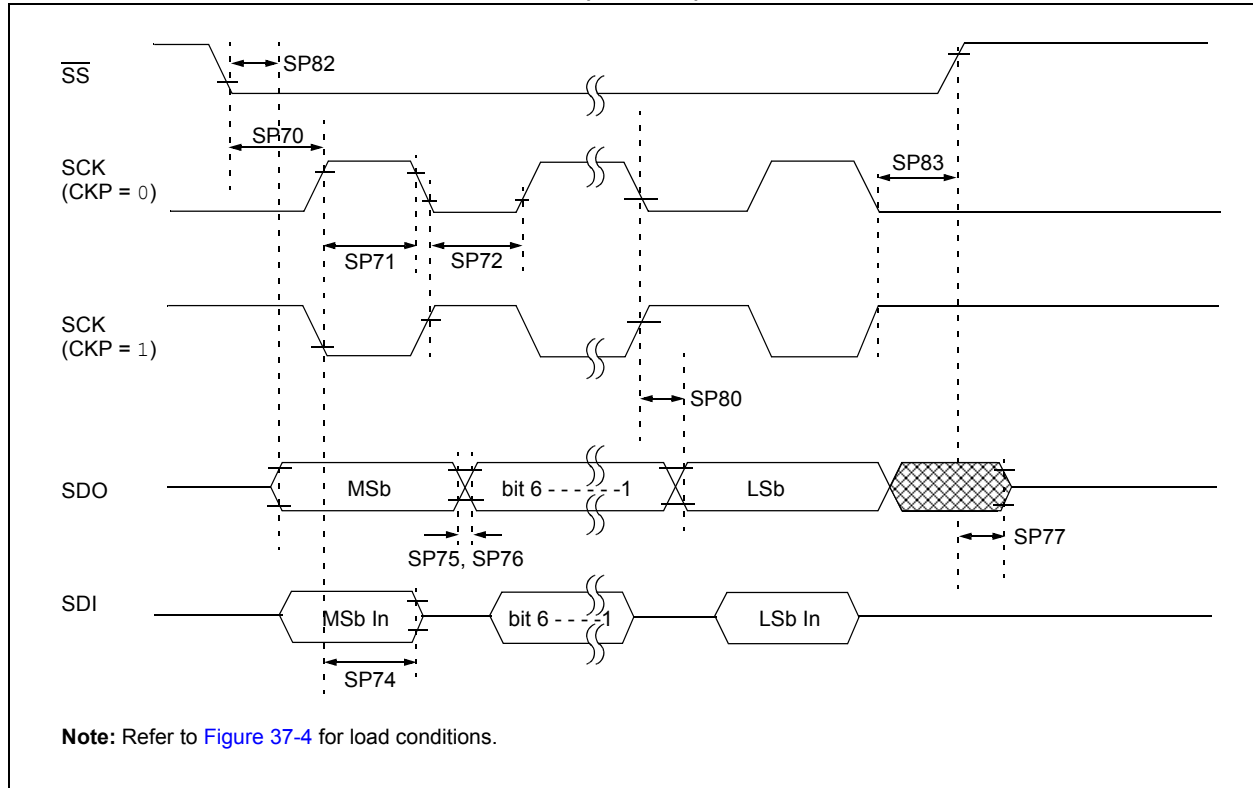 SS
SP82
SP70
SCK
(CKP = 0)
SP83
SP71
SP72
SCK
(CKP = 1)
SP80
SDO
MSb
bit 6 - - - - - -1
LSb
SP75, SP76
SP77
SDI
MSb In
bit 6 - - - -1
LSb In
SP74
Note: Refer to Figure 37-4 for load conditions.